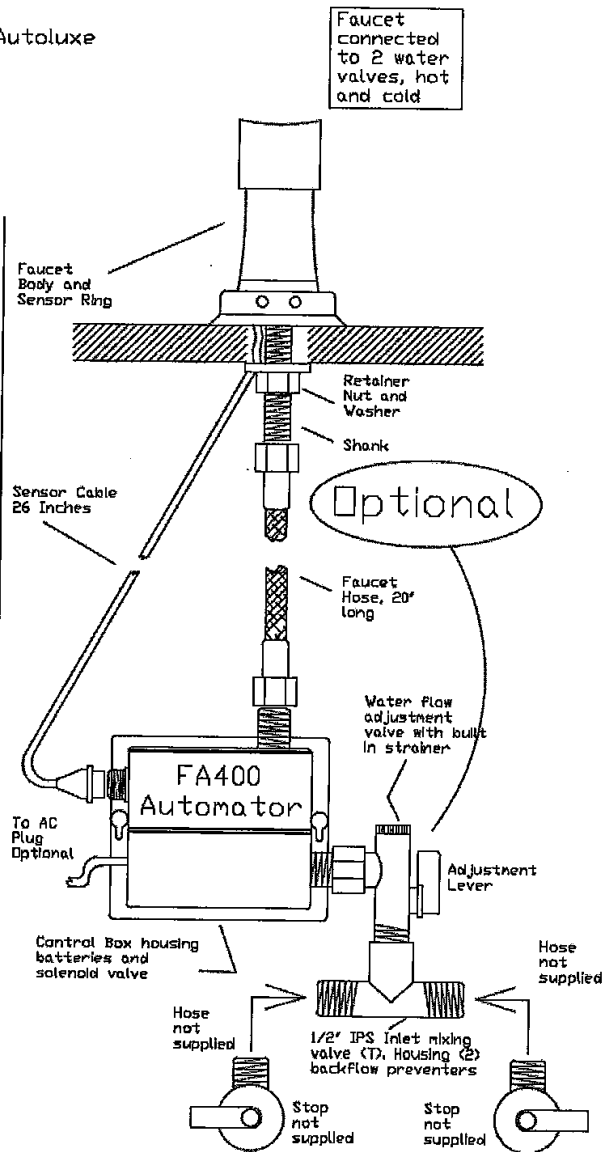 Autoluxe
Faucet
connected
to 2 water
valves, hot
and cold
Faucet
Body and
Sensor Ring
Retainer
Nut and
Washer
Shank
Optional
Sensor Cable
26 Inches
Faucet
Hose, 20"
long
Water flow
adjustment
valve with built
in strainer
FA400
Automator
To AC
Plug
Optional
Adjustment
Lever
Control Box housing
batteries and
solenoid valve
Hose
not
supplied
Hose
not
supplied
1/2" IPS Inlet mixing
valve (T). Housing (2)
backflow preventers
Stop
not
supplied
Stop
not
supplied